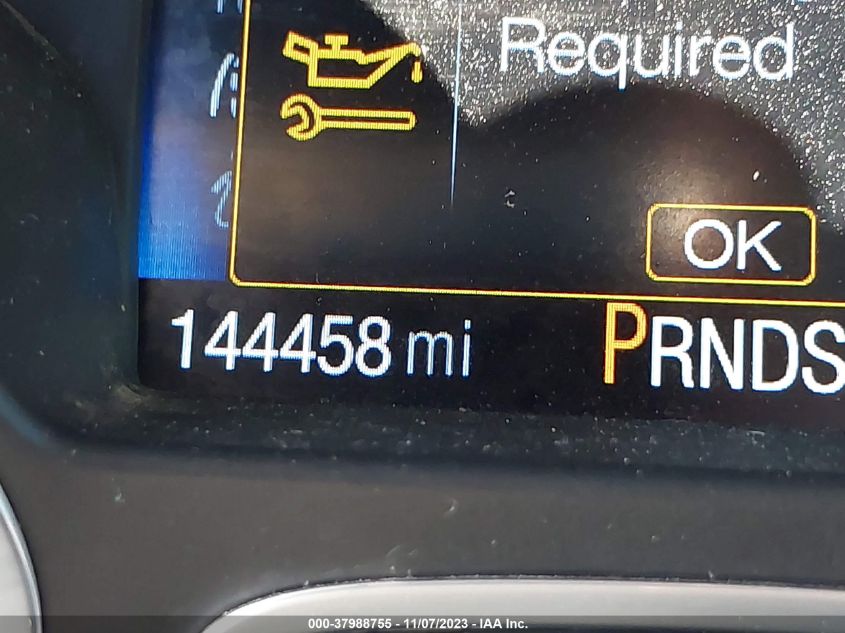 Required
OK
144458 mi
PRNDS
000-37988755 - 11/07/2023 - IAA Inc.